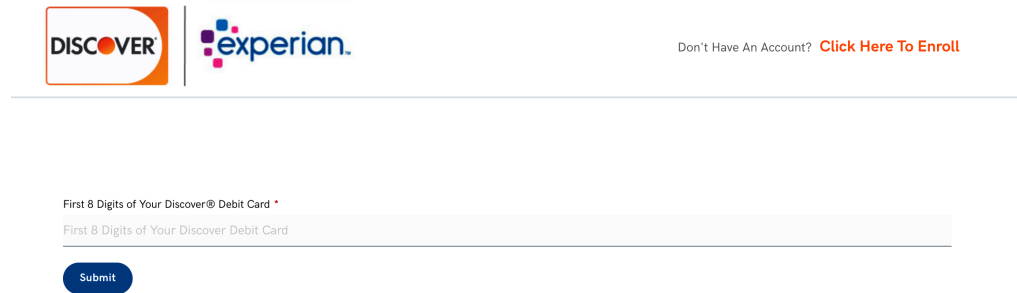 DISCOVER
experian.
Don't Have An Account? Click Here To Enroll
First 8 Digits of Your Discover® Debit Card *
First 8 Digits of Your Discover Debit Card
Submit